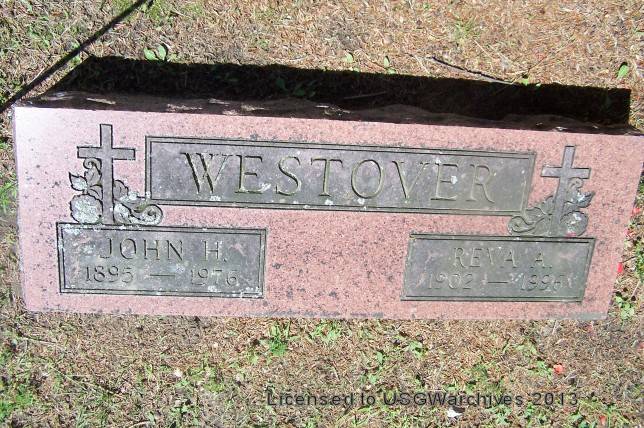 WESTOVER
JOHN H.
1895 — 1976
REVA A.
1902 — 1996
Licensed to USGWarchives 2013